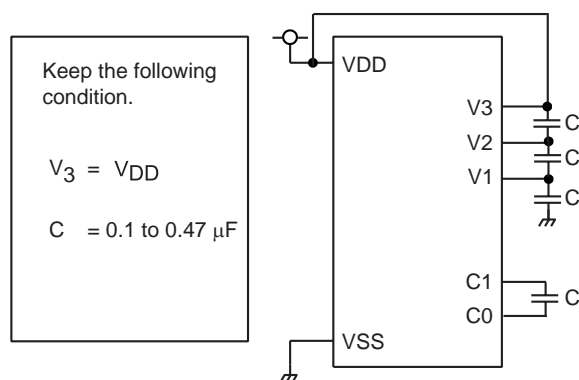 Keep the following
condition.
V3 = VDD
C = 0.1 to 0.47 μF
VDD
V3
C
V2
C
V1
C
C1
C
C0
VSS